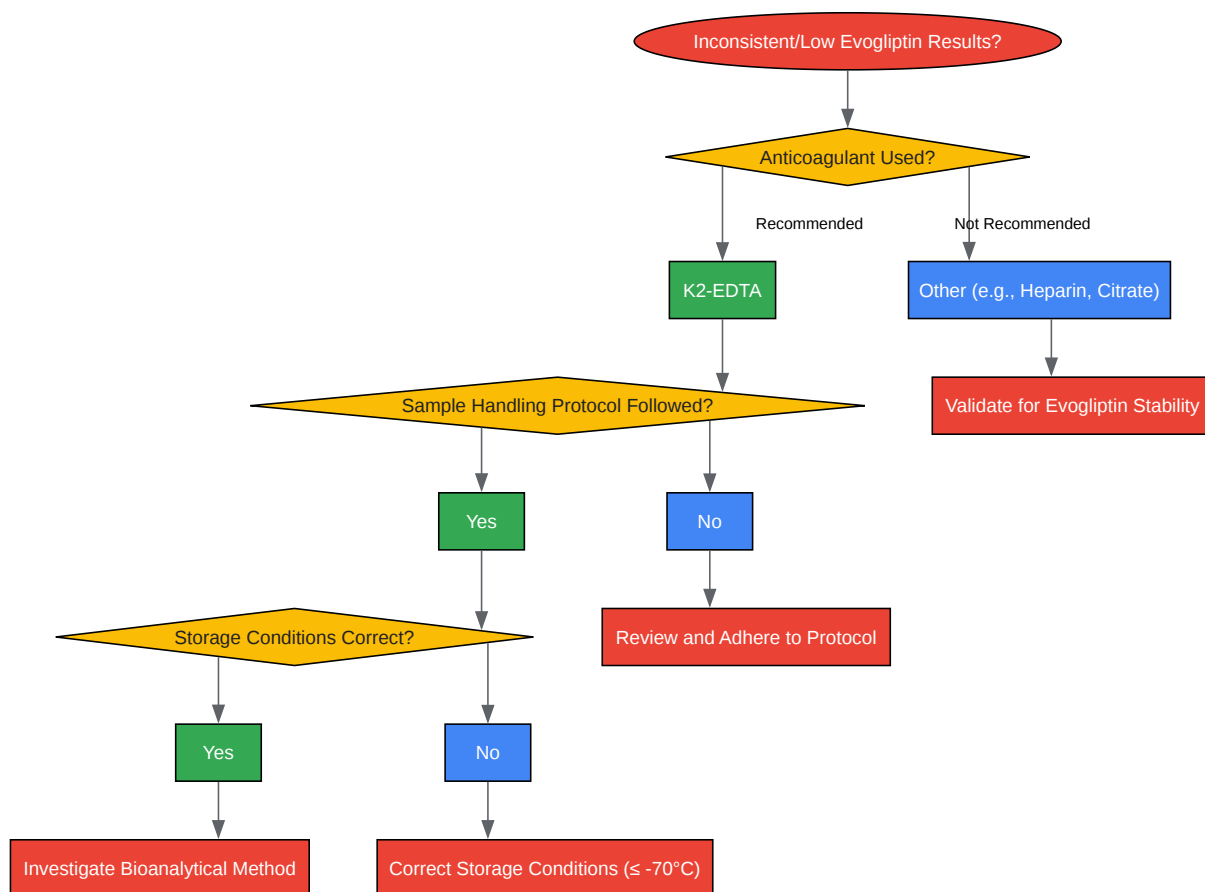 Inconsistent/Low Evogliptin Results?
Anticoagulant Used?
Recommended
Not Recommended
K2-EDTA
Other (e.g., Heparin, Citrate)
Sample Handling Protocol Followed?
Validate for Evogliptin Stability
Yes
No
Storage Conditions Correct?
Review and Adhere to Protocol
Yes
No
Investigate Bioanalytical Method
Correct Storage Conditions (≤ -70°C)